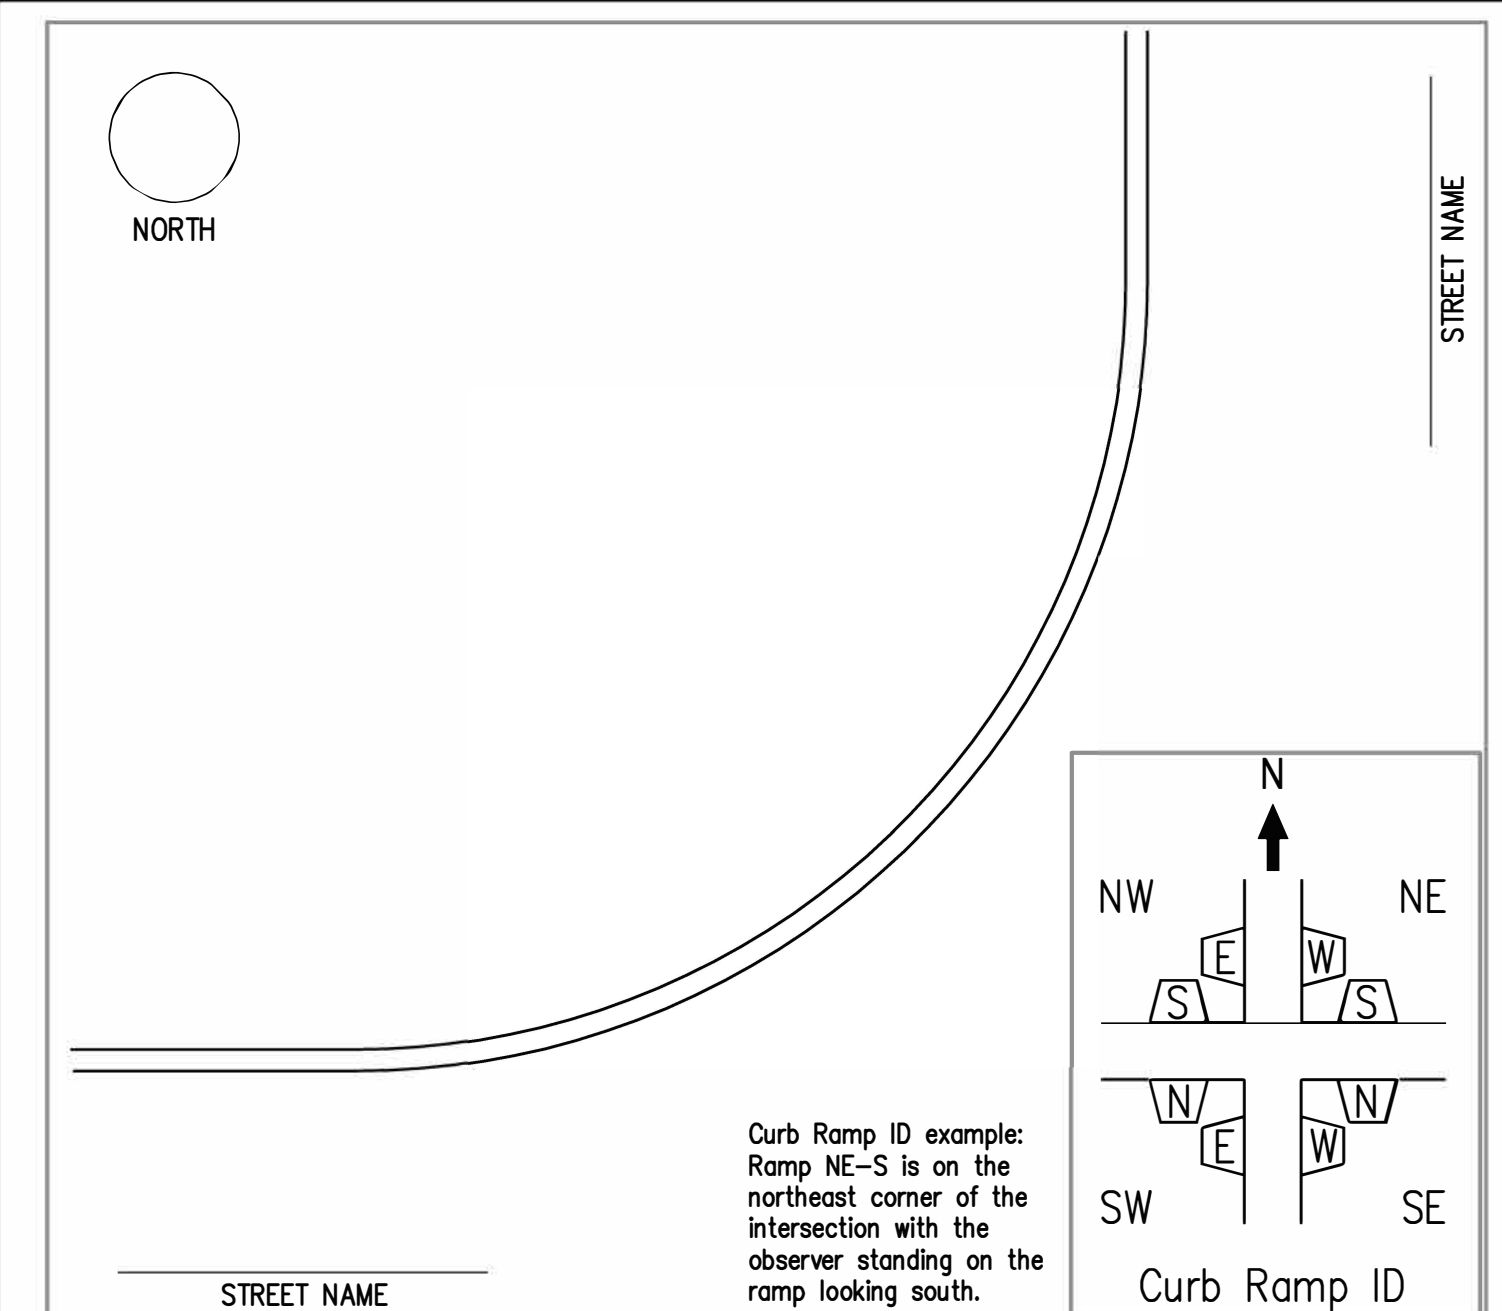 NORTH
STREET NAME
N
NW
NE
E
W
S
S
N
N
E
W
SW
SE
Curb Ramp ID
Curb Ramp ID example:
Ramp NE-S is on the
northeast corner of the
intersection with the
observer standing on the
ramp looking south.
STREET NAME